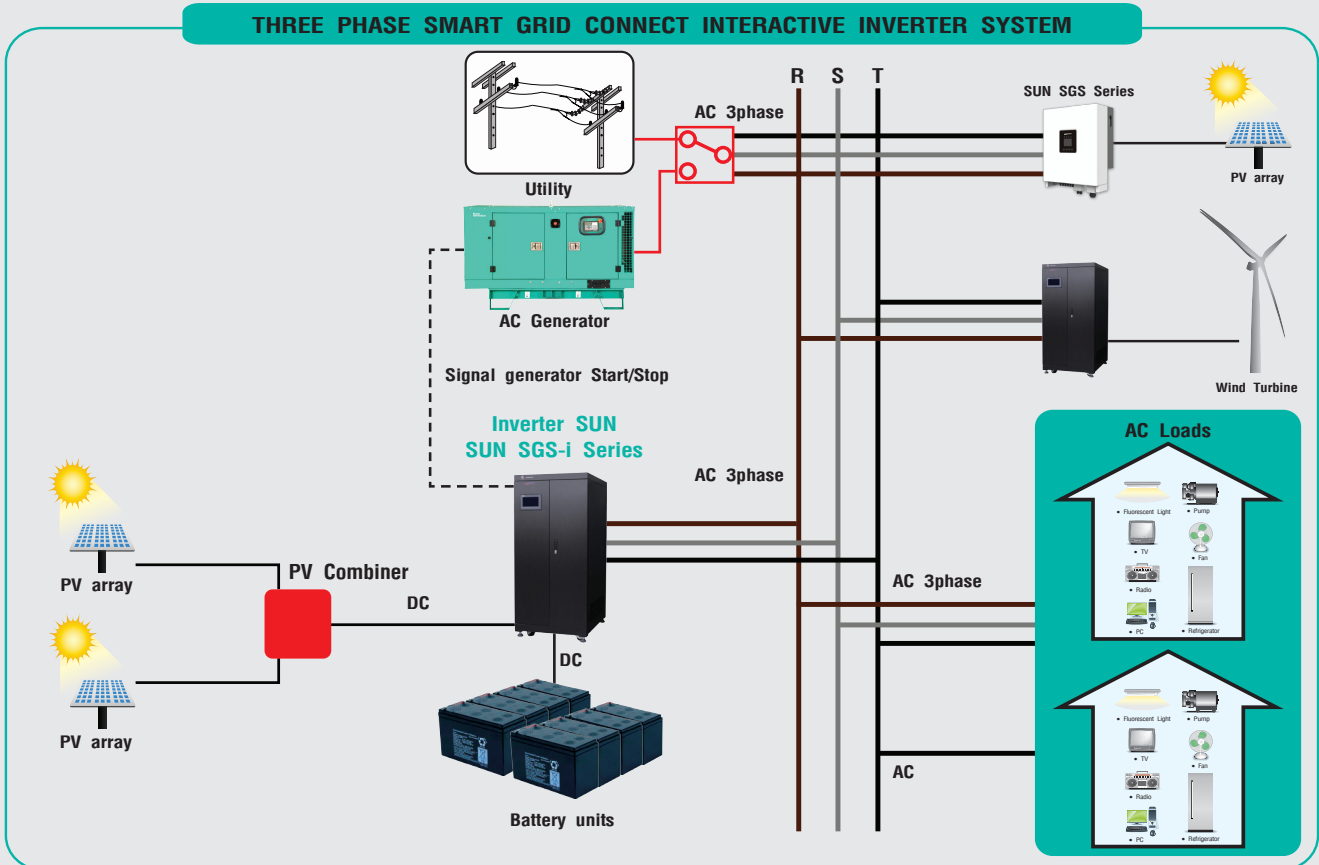 THREE PHASE SMART GRID CONNECT INTERACTIVE INVERTER SYSTEM
R S T
SUN SGS Series
AC 3phase
Utility
PV array
AC Generator
Wind Turbine
Signal generator Start/Stop
Inverter SUN
SUN SGS-i Series
AC Loads
AC 3phase
• Fluorescent Light
• Pump
• TV
• Fan
• Radio
• PC
• Refrigerator
PV array
PV Combiner
DC
AC 3phase
DC
PV array
Battery units
AC
• Fluorescent Light
• Pump
• TV
• Fan
• Radio
• PC
• Refrigerator